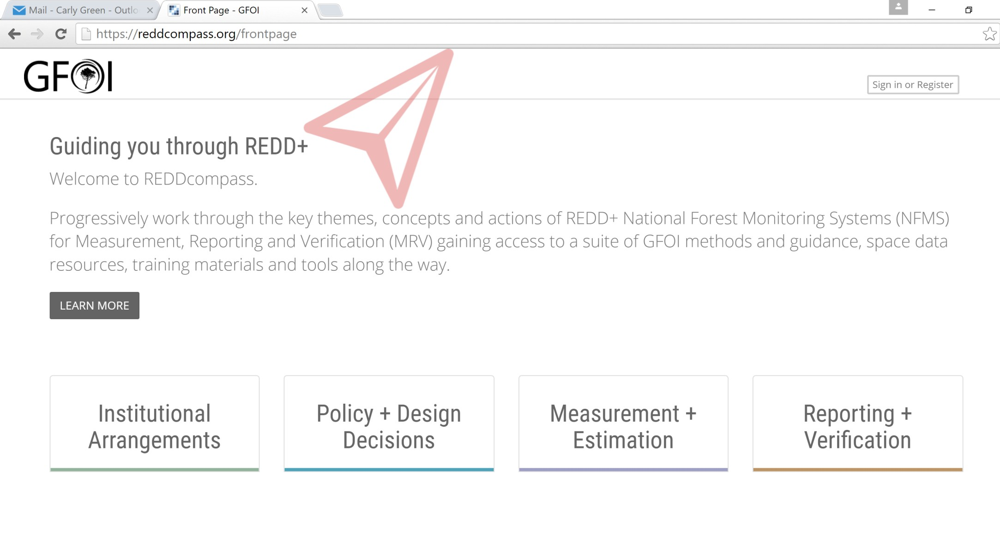 Mail - Carly Green - Outlo
Front Page - GFOI
https://reddcompass.org/frontpage
GFOI
Sign in or Register
Guiding you through REDD+
Welcome to REDDcompass.
Progressively work through the key themes, concepts and actions of REDD+ National Forest Monitoring Systems (NFMS)
for Measurement, Reporting and Verification (MRV) gaining access to a suite of GFOI methods and guidance, space data
resources, training materials and tools along the way.
LEARN MORE
Institutional
Arrangements
Policy + Design
Decisions
Measurement +
Estimation
Reporting +
Verification